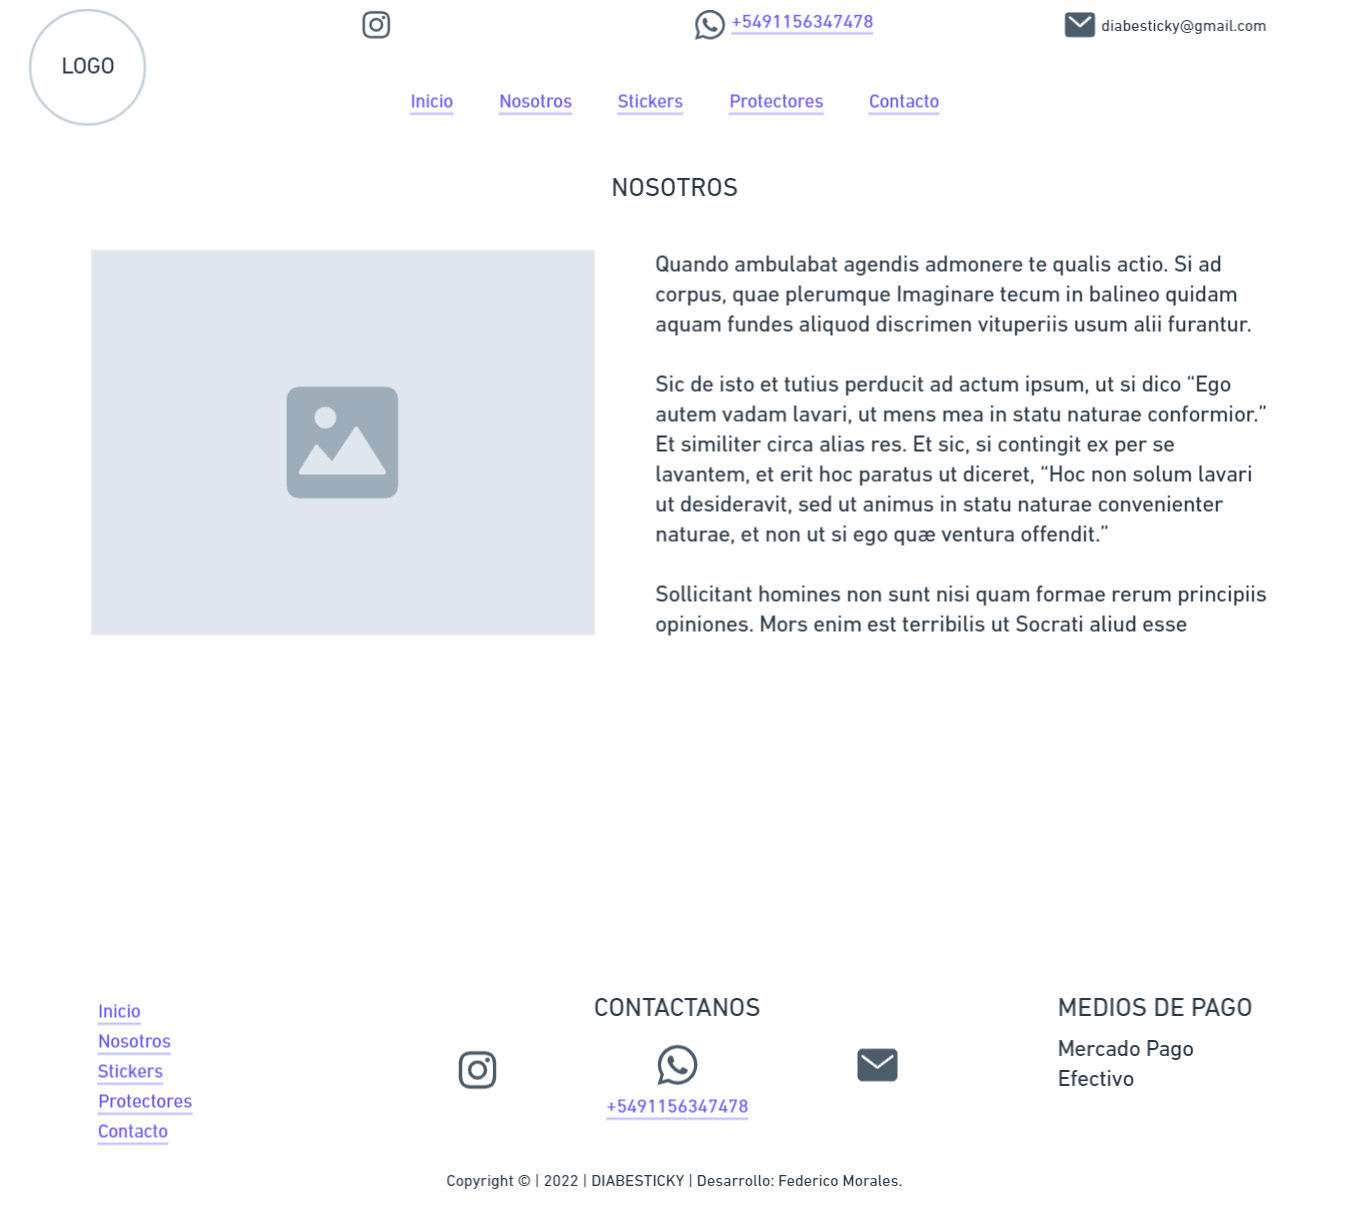 LOGO
+5491156347478
diabesticky@gmail.com
Inicio Nosotros Stickers Protectores Contacto
NOSOTROS
Quando ambulabat agendis admonere te qualis actio. Si ad
corpus, quae plerumque Imaginare tecum in balineo quidam
aquam fundes aliquod discrimen vituperiis usum alii furantur.
Sic de isto et tutius perducit ad actum ipsum, ut si dico “Ego
autem vadam lavari, ut mens mea in statu naturae conformior.”
Et similiter circa alias res. Et sic, si contingit ex per se
lavantem, et erit hoc paratus ut diceret, “Hoc non solum lavari
ut desideravit, sed ut animus in statu naturae convenienter
naturae, et non ut si ego quæ ventura offendit.”
Sollicitant homines non sunt nisi quam formae rerum principiis
opiniones. Mors enim est terribilis ut Socrati aliud esse
Inicio
Nosotros
Stickers
Protectores
Contacto
CONTACTANOS
+5491156347478
MEDIOS DE PAGO
Mercado Pago
Efectivo
Copyright © | 2022 | DIABESTICKY | Desarrollo: Federico Morales.